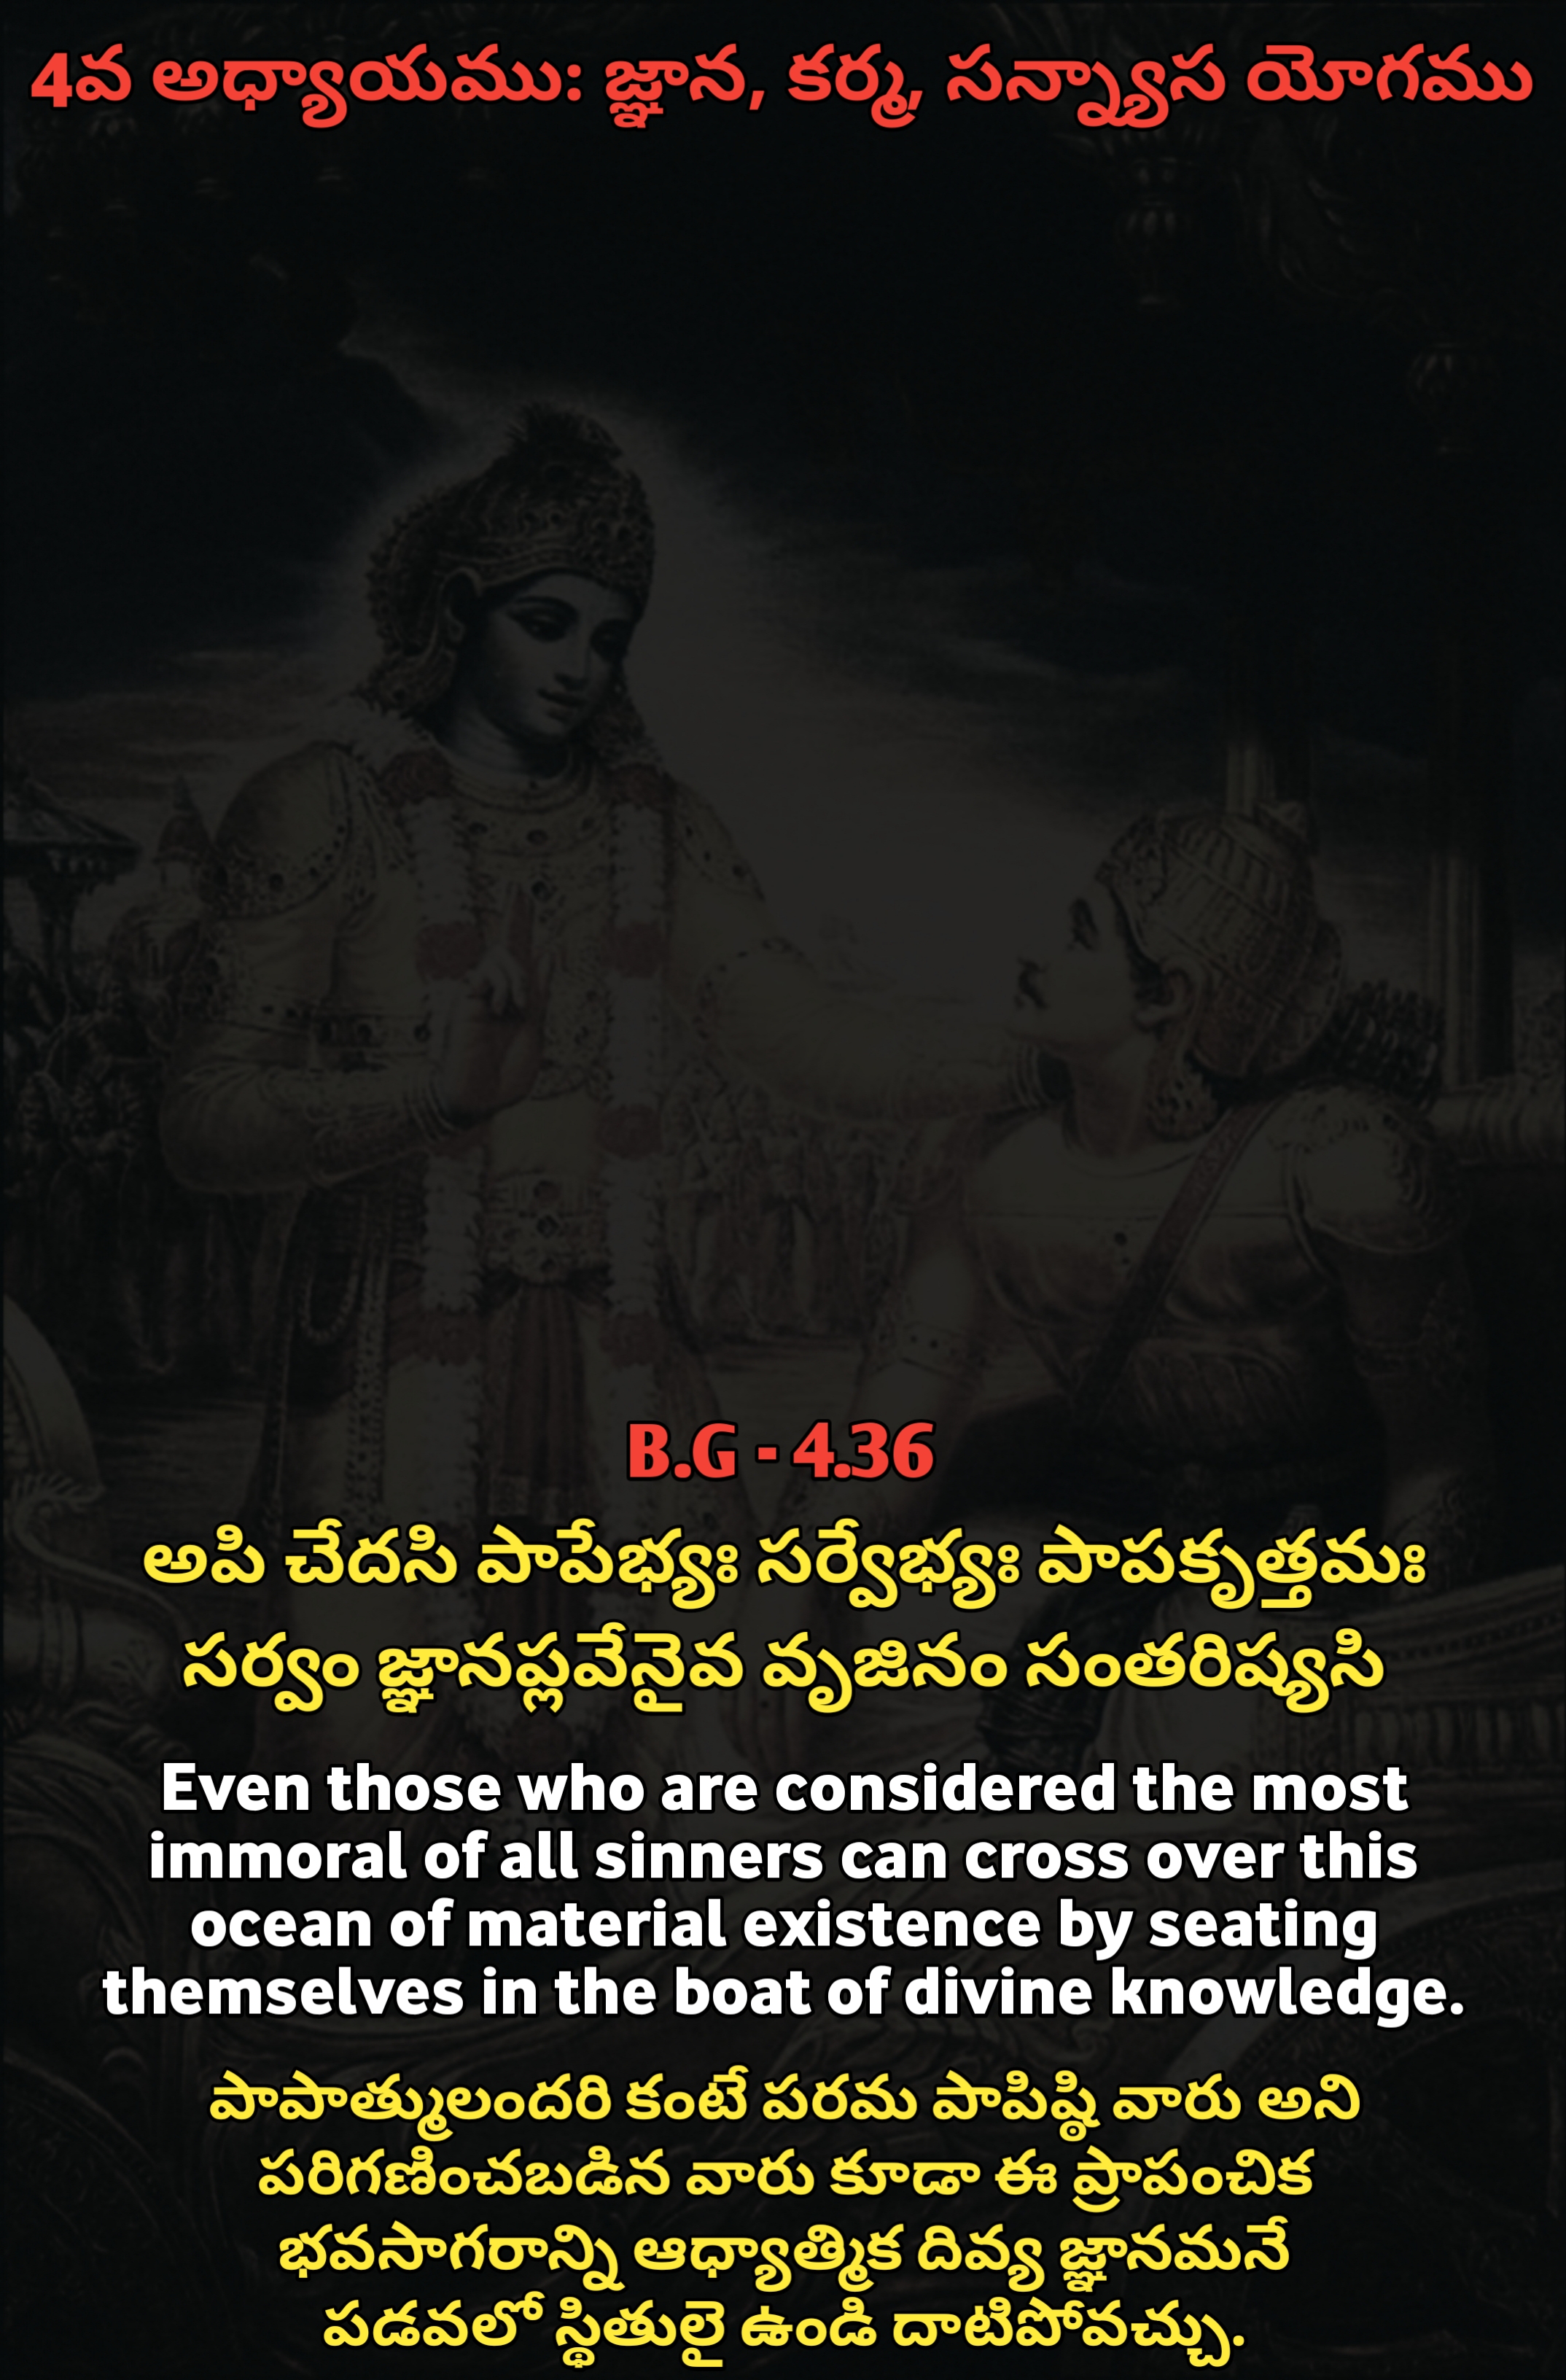 4వ అధ్యాయము: జ్ఞాన, కర్మ, సన్న్యాస యోగము
B.G - 4.36
అపి చేదసి పాపేభ్యః సర్వేభ్యః పాపకృత్తమః
సర్వం జ్ఞానప్లవేనైవ వృజినం సంతరిష్యసి
Even those who are considered the most
immoral of all sinners can cross over this
ocean of material existence by seating
themselves in the boat of divine knowledge.
పాపాత్ములందరి కంటే పరమ పాపిష్ఠి వారు అని
పరిగణించబడిన వారు కూడా ఈ ప్రాపంచిక
భవసాగరాన్ని ఆధ్యాత్మిక దివ్య జ్ఞానమనే
పడవలో స్థితులై ఉండి దాటిపోవచ్చు.